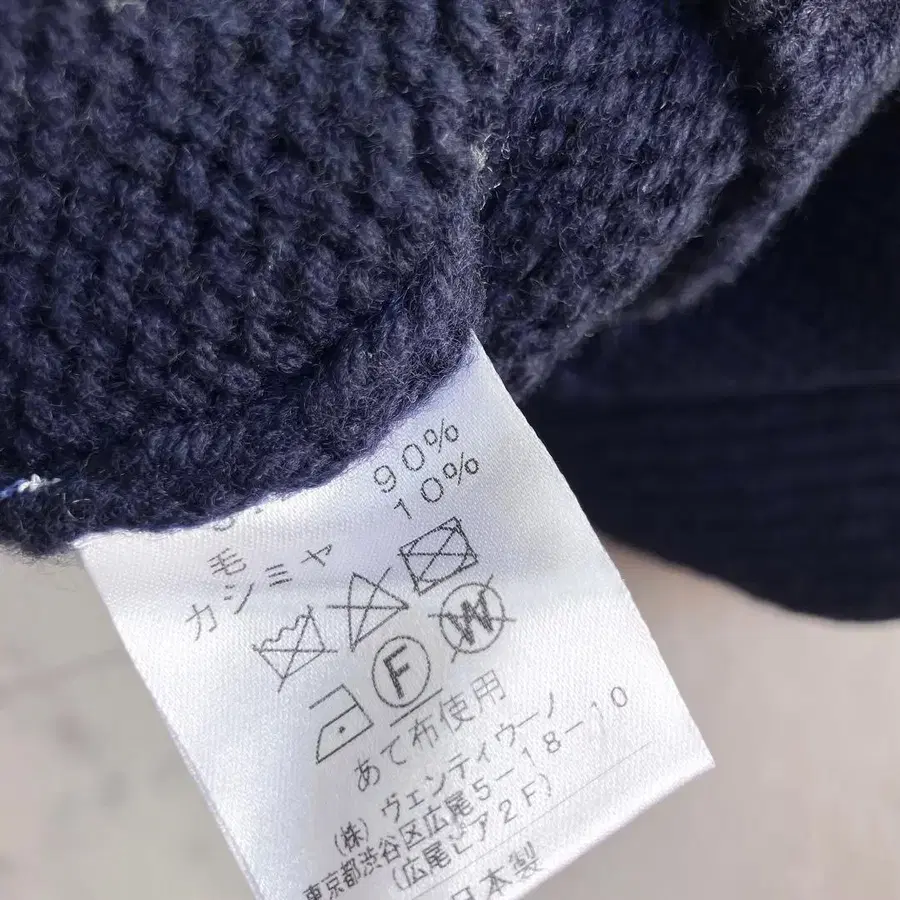 毛 90%
カシミヤ 10%
F
W
あて布使用
(株) ヴェンティウーノ
東京都渋谷区広尾5-18-10
(広尾ピア2F)
日本製